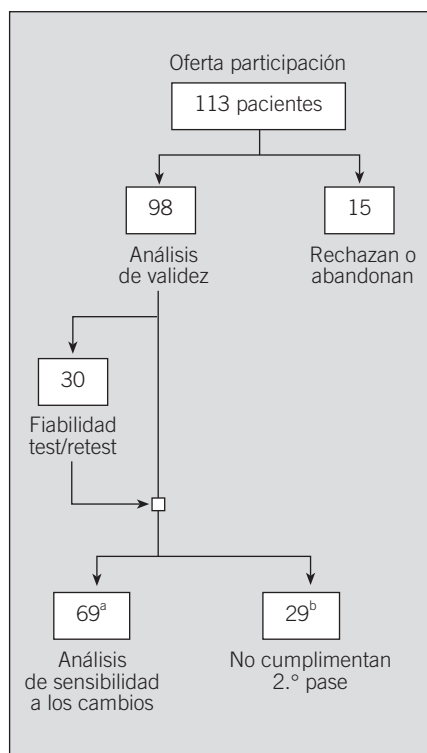 Oferta participación
113 pacientes
98
15
Análisis
de validez
Rechazan o
abandonan
30
Fiabilidad
test/retest
69ª
29ᵇ
Análisis
de sensibilidad
a los cambios
No cumplimentan
2.° pase